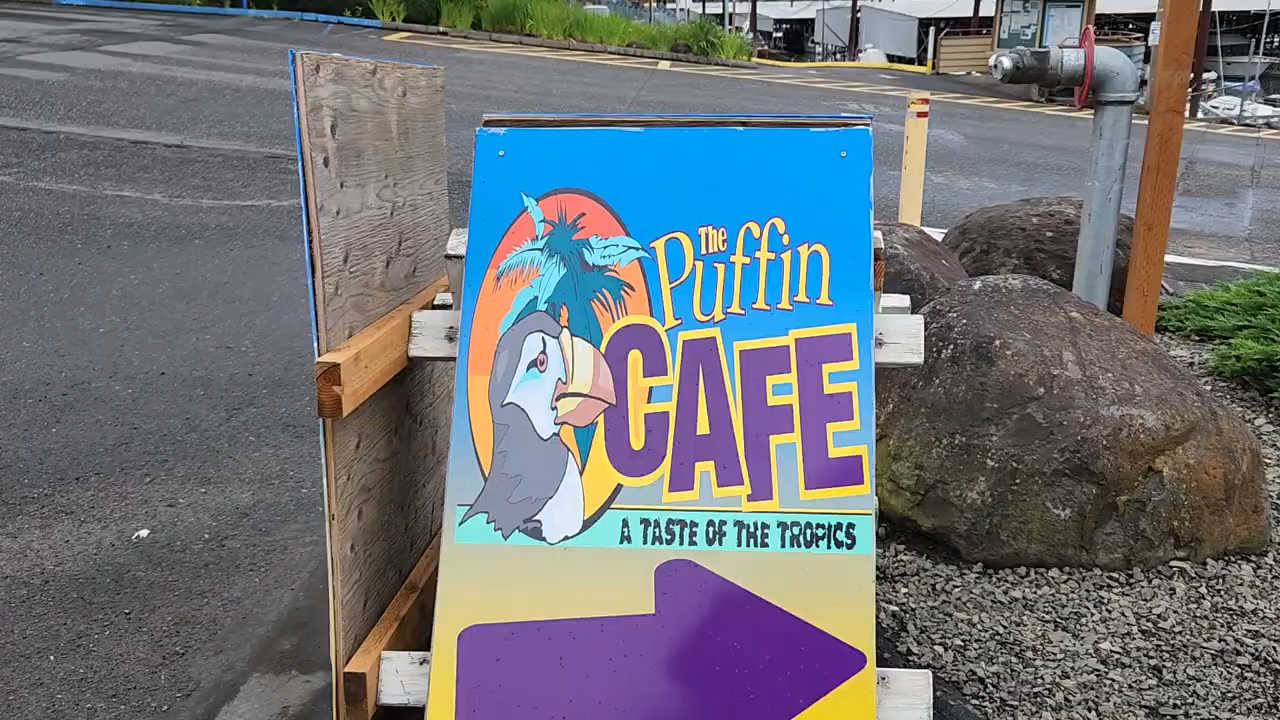 The
Puffin
CAFE
A TASTE OF THE TROPICS